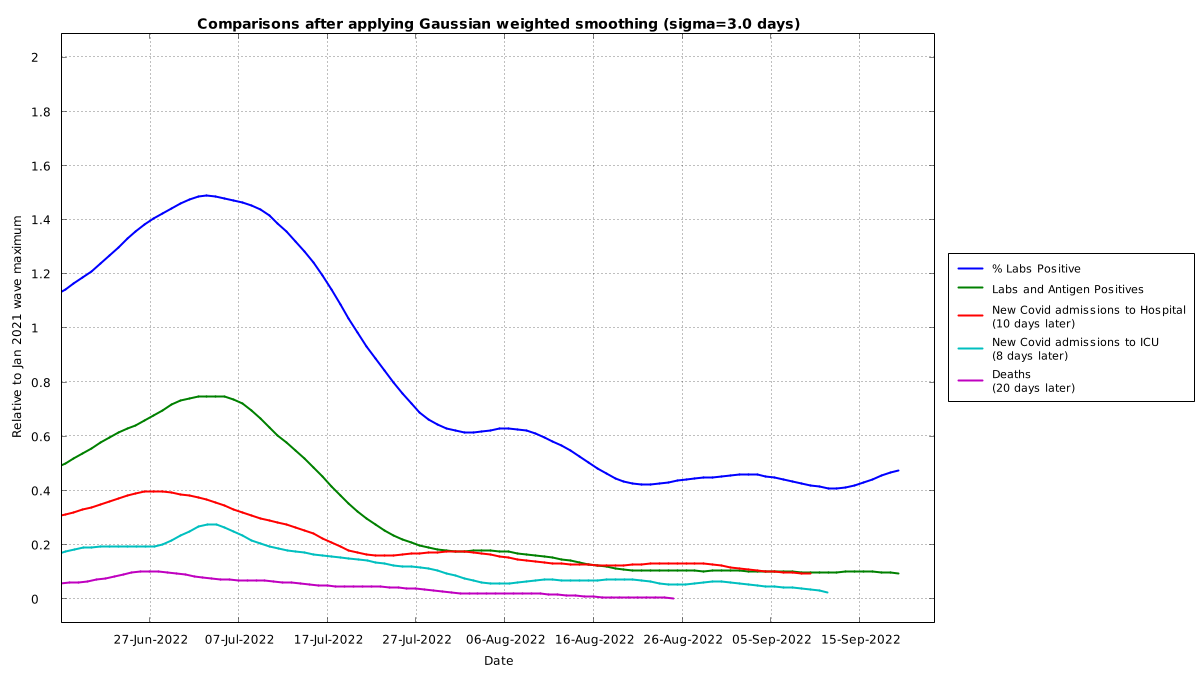 Comparisons after applying Gaussian weighted smoothing (sigma=3.0 days)
Relative to Jan 2021 wave maximum
2
1.8
1.6
1.4
1.2
1
0.8
0.6
0.4
0.2
0
27-Jun-2022
07-Jul-2022
17-Jul-2022
27-Jul-2022
06-Aug-2022
16-Aug-2022
26-Aug-2022
05-Sep-2022
15-Sep-2022
Date
% Labs Positive
Labs and Antigen Positives
New Covid admissions to Hospital
(10 days later)
New Covid admissions to ICU
(8 days later)
Deaths
(20 days later)